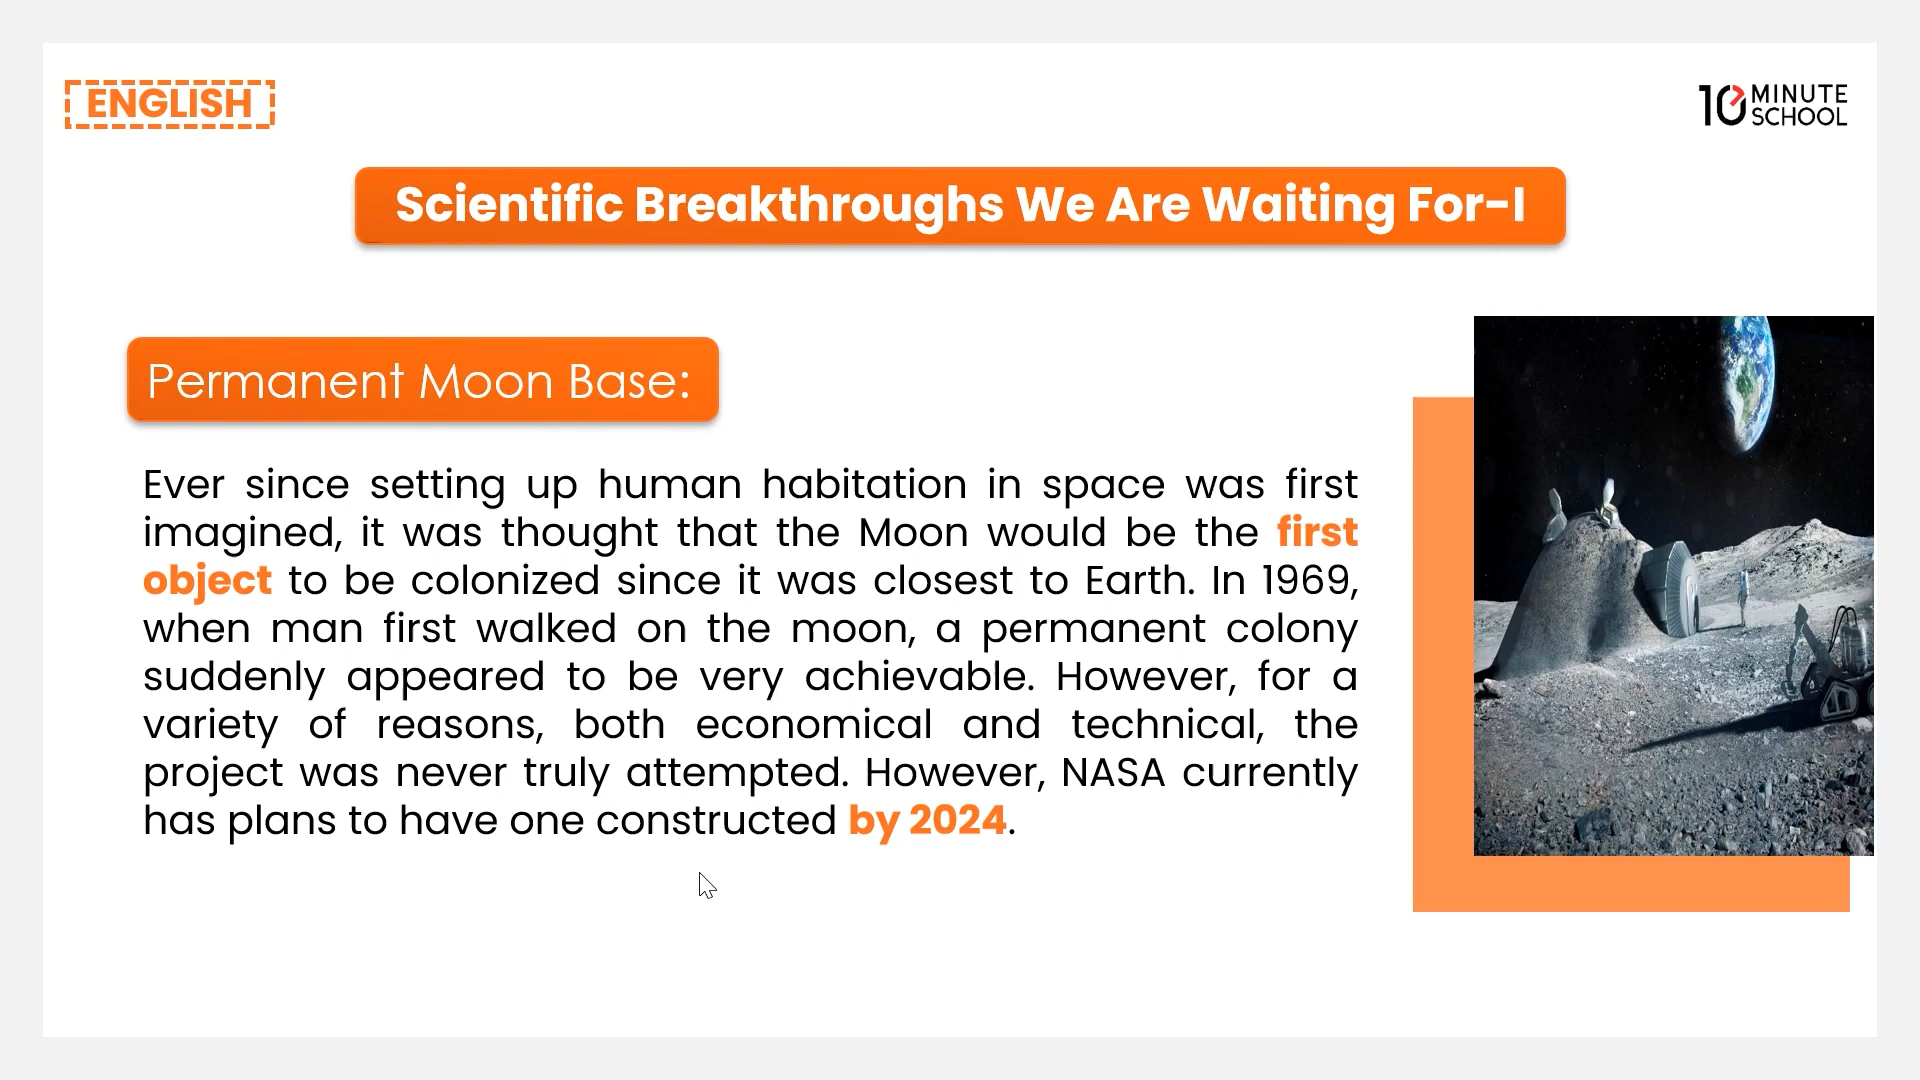 ENGLISH
10 MINUTE
SCHOOL
Scientific Breakthroughs We Are Waiting For-I
Permanent Moon Base:
Ever since setting up human habitation in space was first
imagined, it was thought that the Moon would be the first
object to be colonized since it was closest to Earth. In 1969,
when man first walked on the moon, a permanent colony
suddenly appeared to be very achievable. However, for a
variety of reasons, both economical and technical, the
project was never truly attempted. However, NASA currently
has plans to have one constructed by 2024.